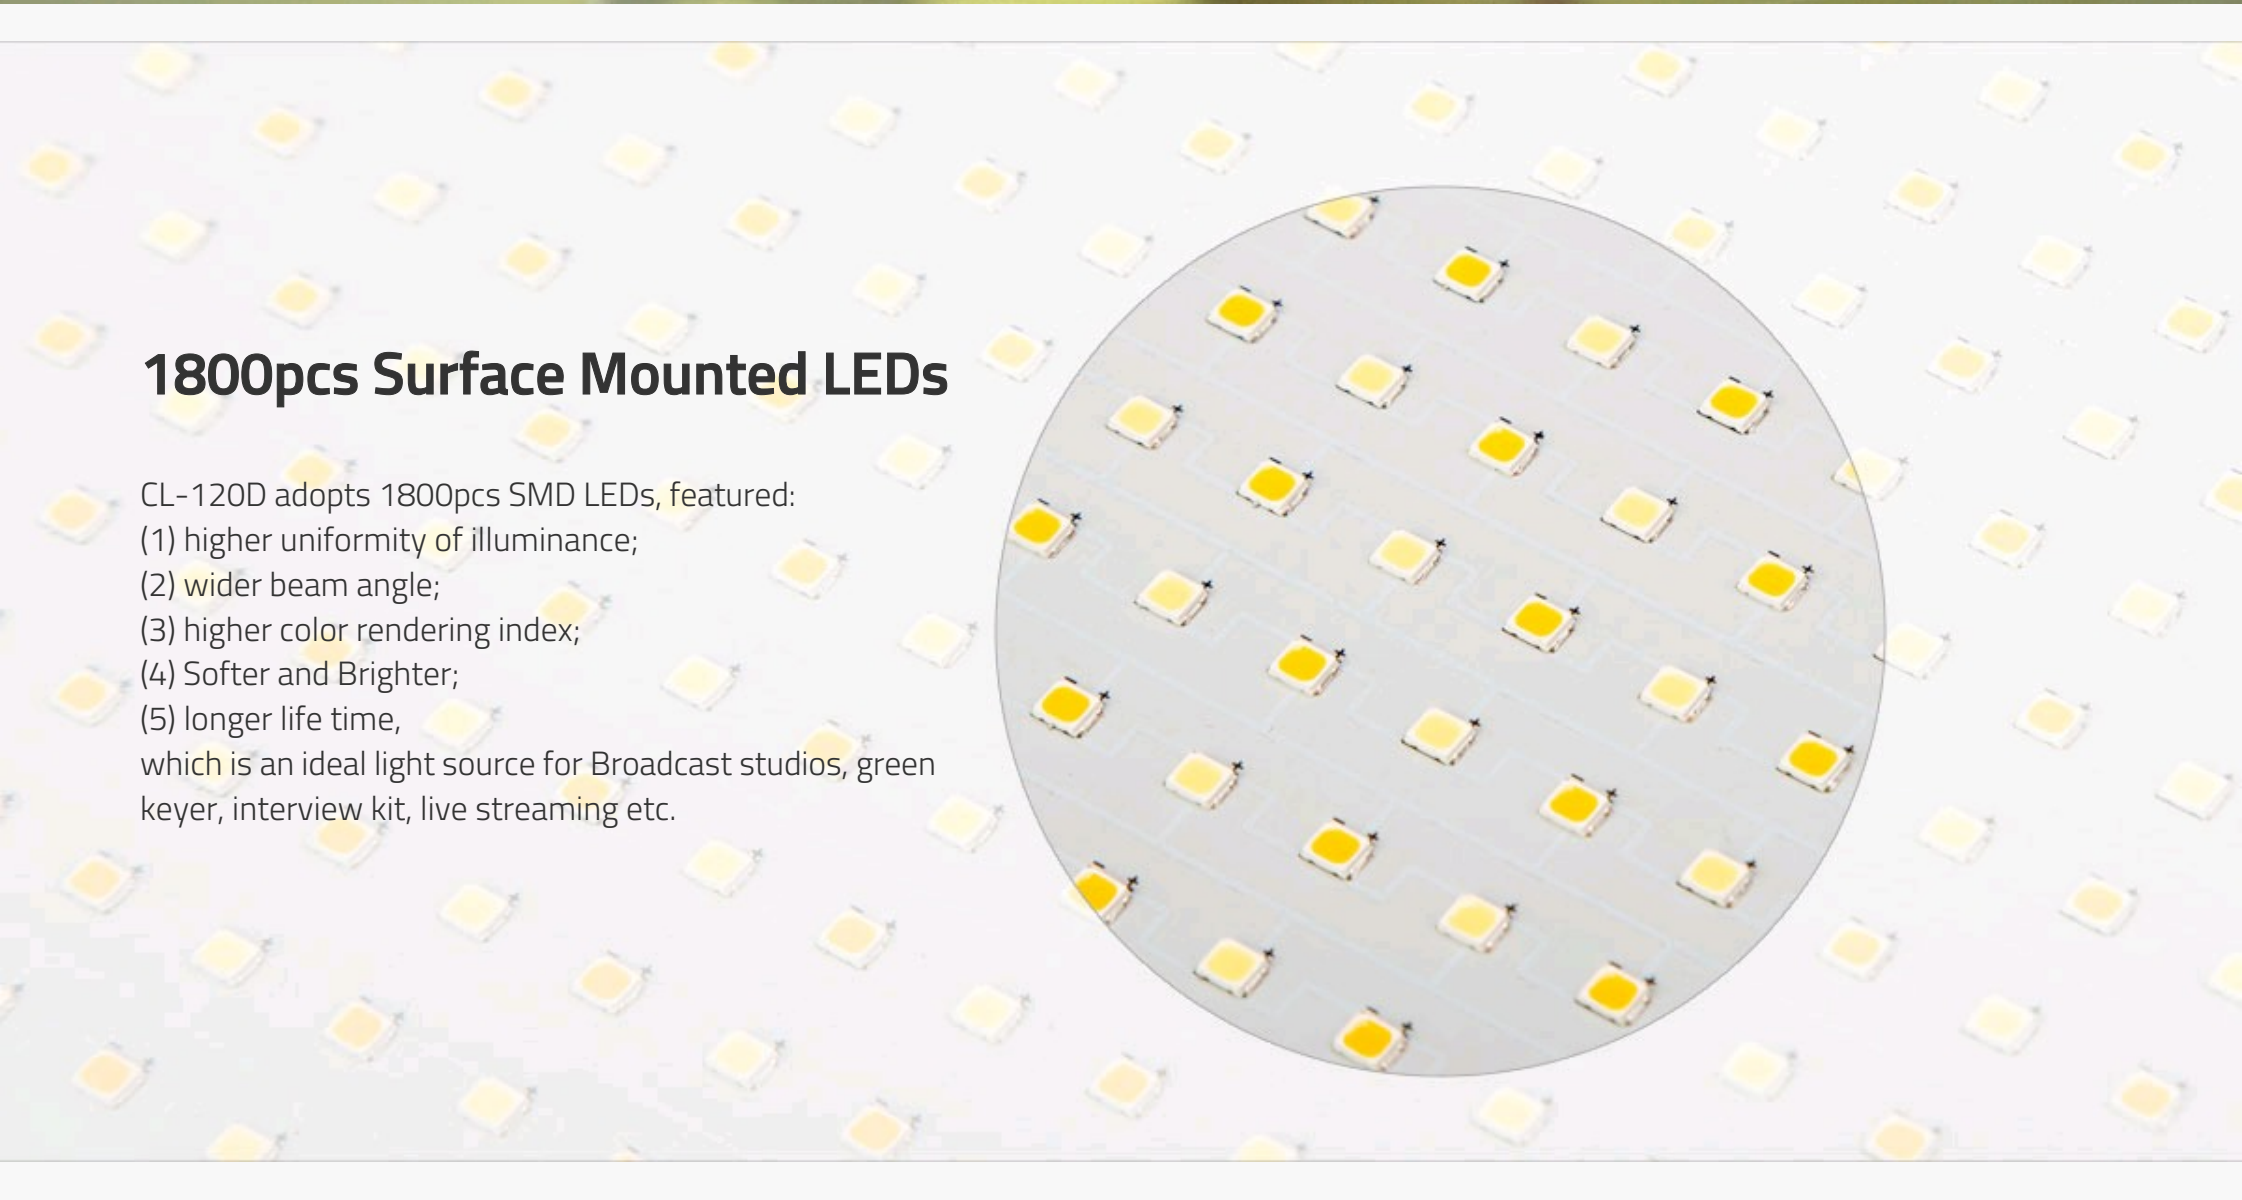 1800pcs Surface Mounted LEDs
CL-120D adopts 1800pcs SMD LEDs, featured:
(1) higher uniformity of illuminance;
(2) wider beam angle;
(3) higher color rendering index;
(4) Softer and Brighter;
(5) longer life time,
which is an ideal light source for Broadcast studios, green
keyer, interview kit, live streaming etc.